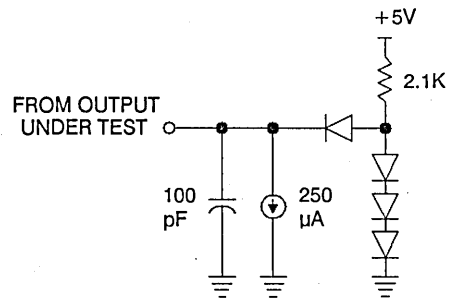 +5V
2.1K
FROM OUTPUT
UNDER TEST
100
pF
250
µA